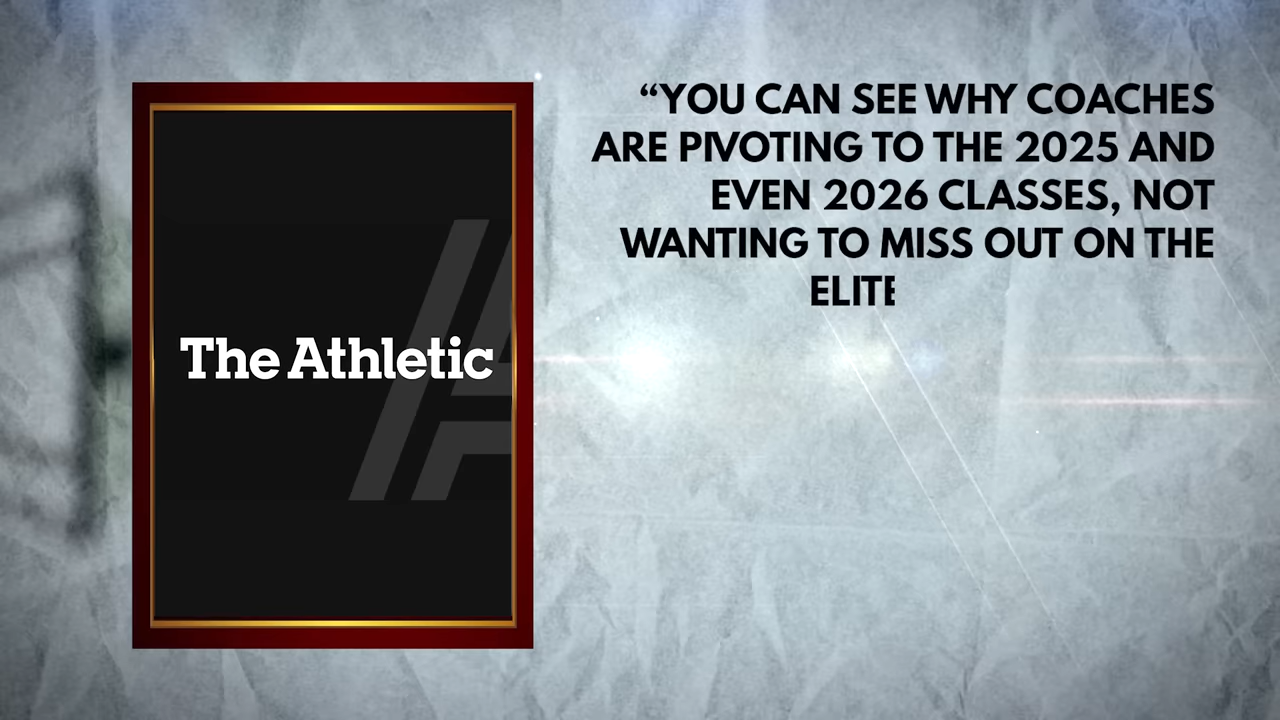 The Athletic
“YOU CAN SEE WHY COACHES
ARE PIVOTING TO THE 2025 AND
EVEN 2026 CLASSES, NOT
WANTING TO MISS OUT ON THE
ELITE